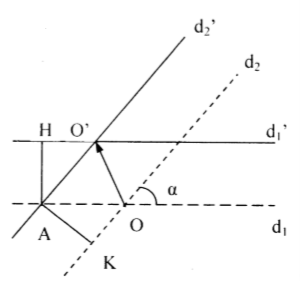 d₂'
d₂
H O' d₁'
α
A O d₁
K